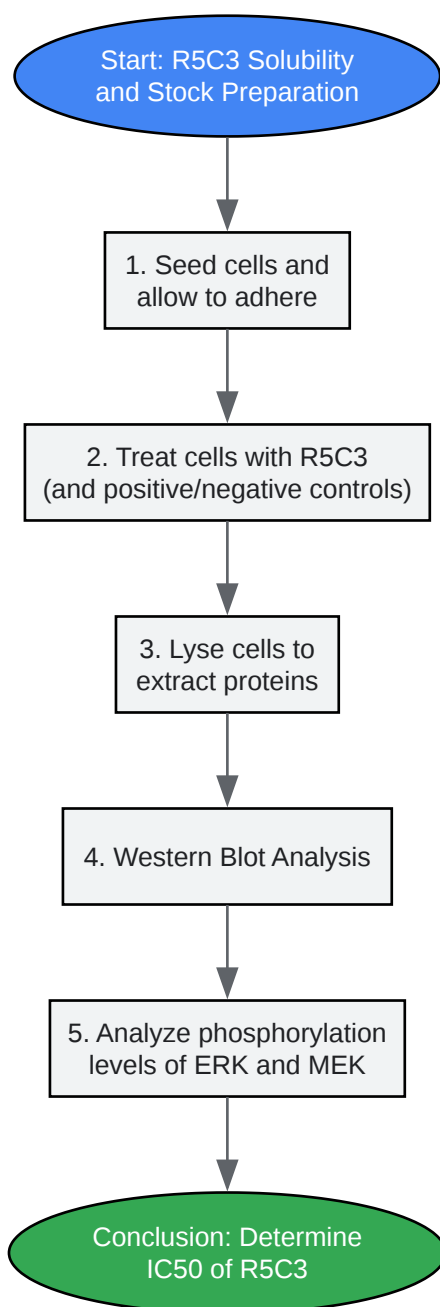 Start: R5C3 Solubility
and Stock Preparation
1. Seed cells and
allow to adhere
2. Treat cells with R5C3
(and positive/negative controls)
3. Lyse cells to
extract proteins
4. Western Blot Analysis
5. Analyze phosphorylation
levels of ERK and MEK
Conclusion: Determine
IC50 of R5C3